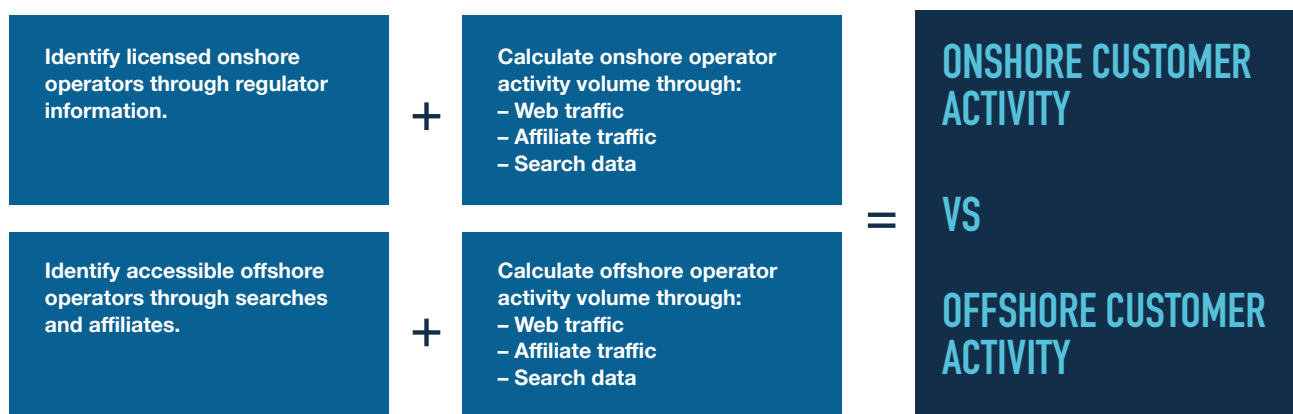 Identify licensed onshore
operators through regulator
information.
+
Calculate onshore operator
activity volume through:
– Web traffic
– Affiliate traffic
– Search data
Identify accessible offshore
operators through searches
and affiliates.
+
Calculate offshore operator
activity volume through:
– Web traffic
– Affiliate traffic
– Search data
=
ONSHORE CUSTOMER
ACTIVITY
VS
OFFSHORE CUSTOMER
ACTIVITY